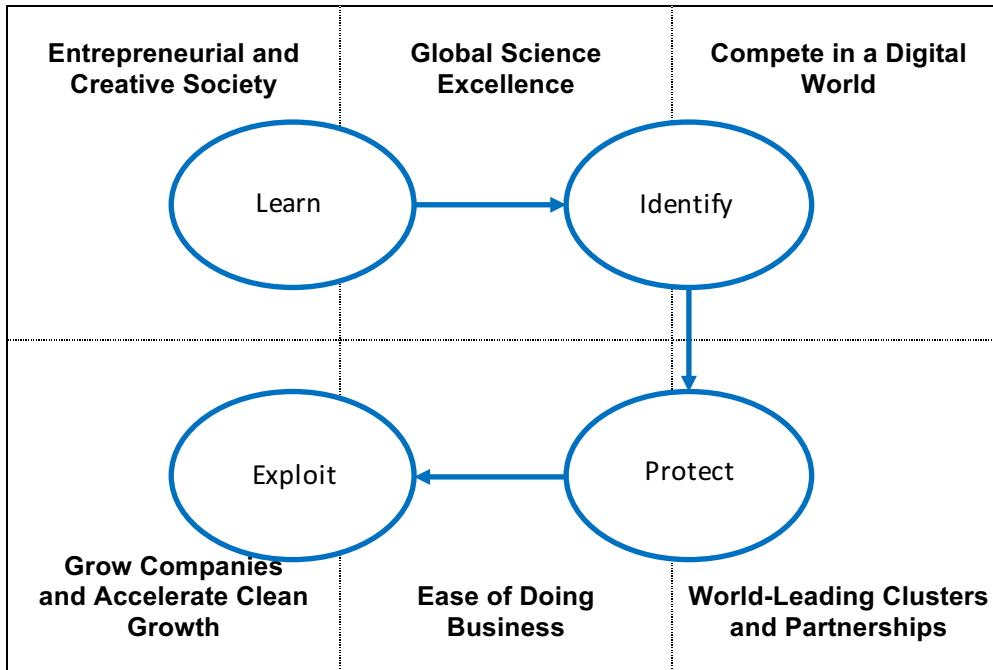 Entrepreneurial and
Creative Society
Global Science
Excellence
Compete in a Digital
World
Learn
Identify
Exploit
Protect
Grow Companies
and Accelerate Clean
Growth
Ease of Doing
Business
World-Leading Clusters
and Partnerships